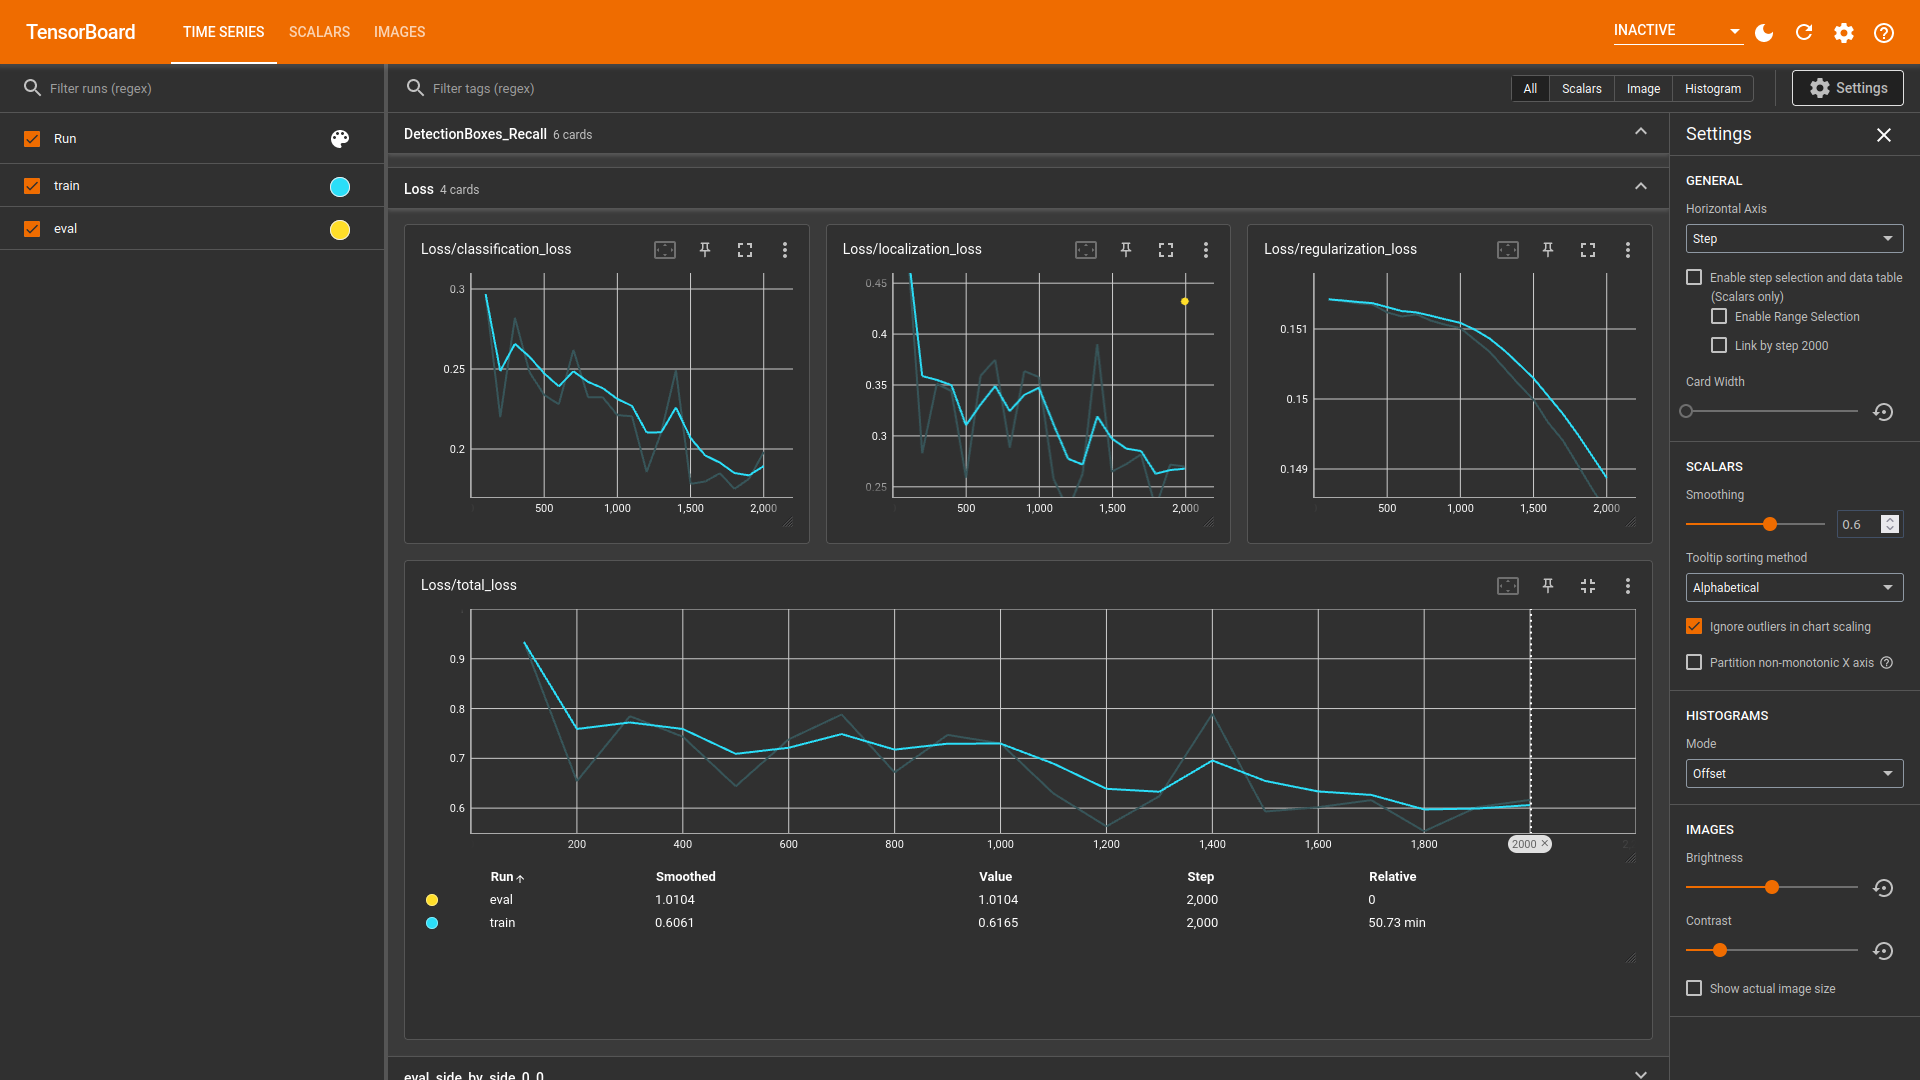 TensorBoard TIME SERIES SCALARS IMAGES INACTIVE
Filter runs (regex)
Run
train
eval
Filter tags (regex) All Scalars Image Histogram Settings
DetectionBoxes_Recall 6 cards
Loss 4 cards
Loss/classification_loss
0.3
0.25
0.2
500 1,000 1,500 2,000
Loss/localization_loss
0.45
0.4
0.35
0.3
0.25
500 1,000 1,500 2,000
Loss/regularization_loss
0.151
0.15
0.149
500 1,000 1,500 2,000
Loss/total_loss
0.9
0.8
0.7
0.6
200 400 600 800 1,000 1,200 1,400 1,600 1,800 2000
Run Smoothed Value Step Relative
eval 1.0104 1.0104 2,000 0
train 0.6061 0.6165 2,000 50.73 min
eval_side_by_side_0_0
Settings
GENERAL
Horizontal Axis
Step
Enable step selection and data table
(Scalars only)
Enable Range Selection
Link by step 2000
Card Width
SCALARS
Smoothing
0.6
Tooltip sorting method
Alphabetical
Ignore outliers in chart scaling
Partition non-monotonic X axis
HISTOGRAMS
Mode
Offset
IMAGES
Brightness
Contrast
Show actual image size